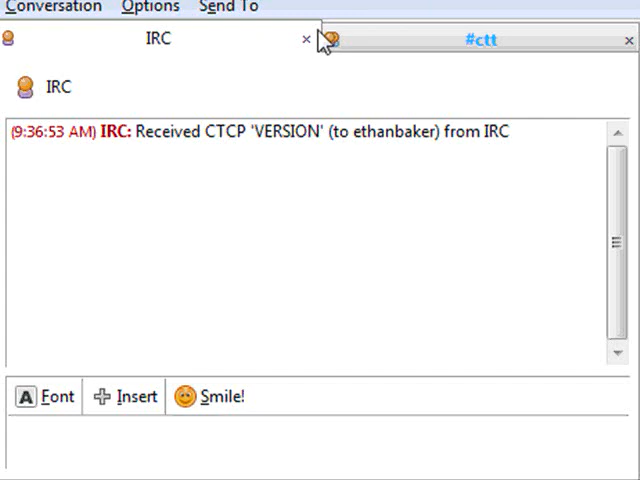 Conversation Options Send To
IRC × #ctt ×
IRC
(9:36:53 AM) IRC: Received CTCP 'VERSION' (to ethanbaker) from IRC
A Font Insert Smile!